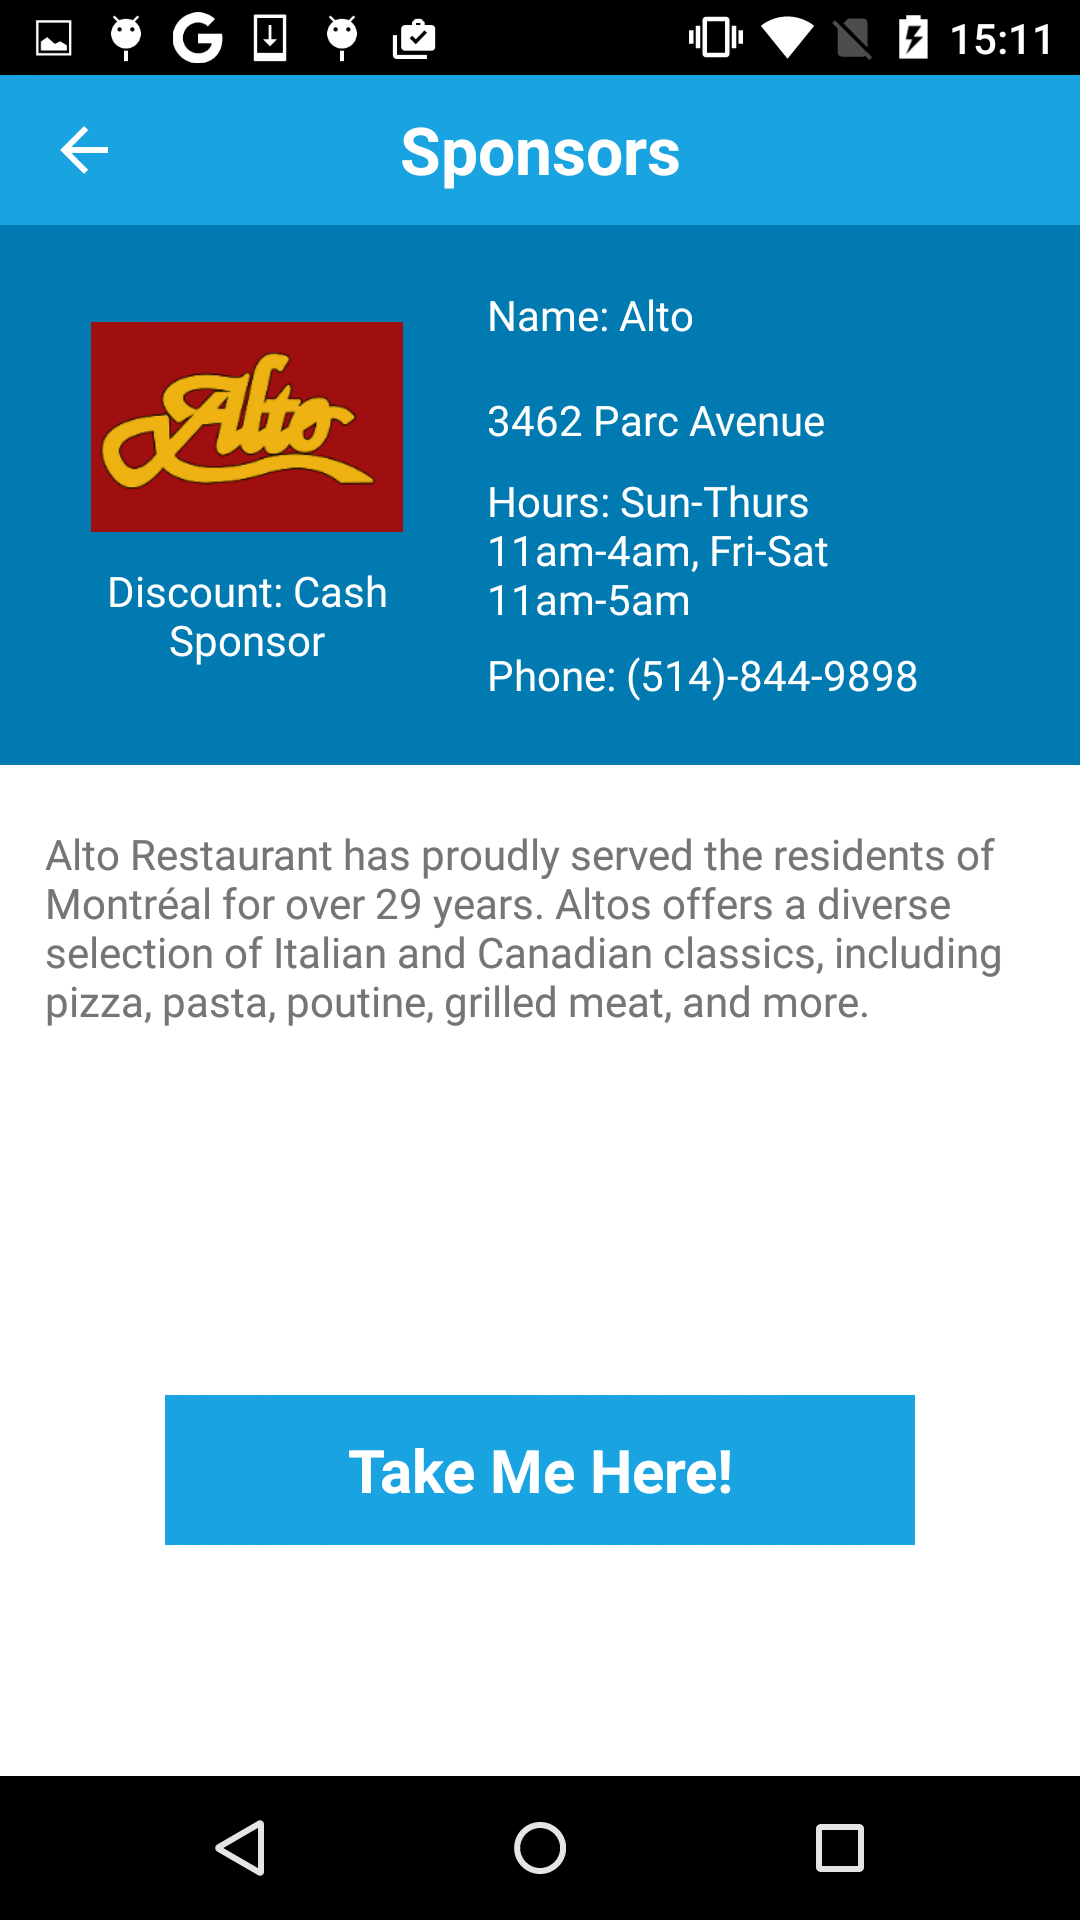 15:11
Sponsors
Alto
Discount: Cash
Sponsor
Name: Alto
3462 Parc Avenue
Hours: Sun-Thurs
11am-4am, Fri-Sat
11am-5am
Phone: (514)-844-9898
Alto Restaurant has proudly served the residents of
Montréal for over 29 years. Altos offers a diverse
selection of Italian and Canadian classics, including
pizza, pasta, poutine, grilled meat, and more.
Take Me Here!